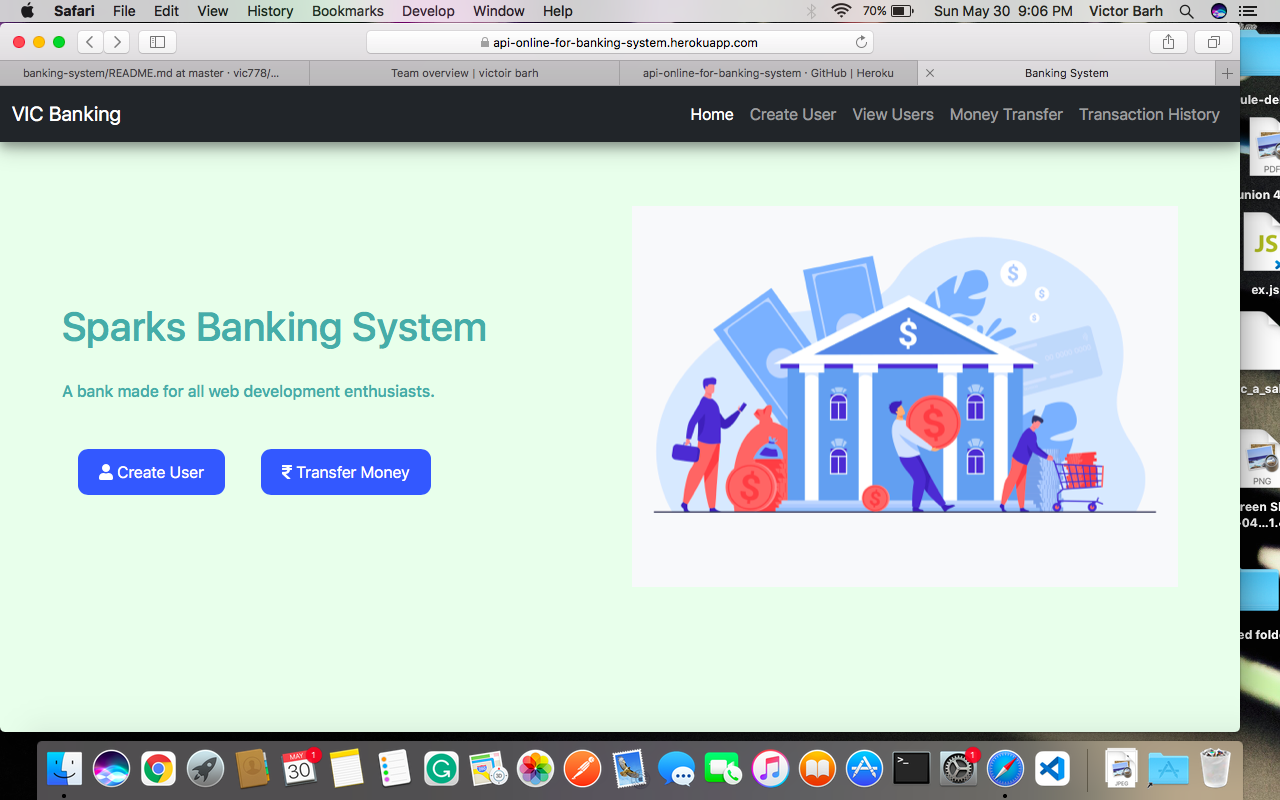 Safari File Edit View History Bookmarks Develop Window Help 70% Sun May 30 9:06 PM Victor Barh
api-online-for-banking-system.herokuapp.com
banking-system/README.md at master · vic778/... Team overview | victoir barh api-online-for-banking-system · GitHub | Heroku Banking System
VIC Banking Home Create User View Users Money Transfer Transaction History
Sparks Banking System
A bank made for all web development enthusiasts.
Create User ₹ Transfer Money
$
$
$
$
$
$
$
$
ule-de
PDF
union 4
JS
ex.js
c_a_sal
PNG
reen Sh
-04...1.4
ed folde
MAY 1
30
1
JPEG